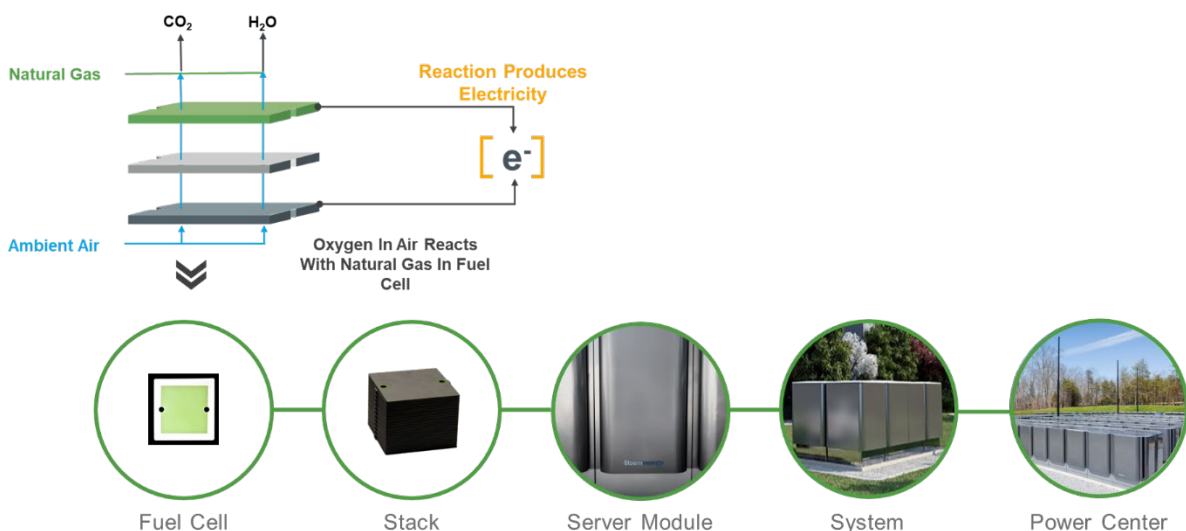 CO₂
H₂O
Natural Gas
Reaction Produces
Electricity
e⁻
Ambient Air
Oxygen In Air Reacts
With Natural Gas In Fuel
Cell
Bloomenergy
Fuel Cell
Stack
Server Module
System
Power Center